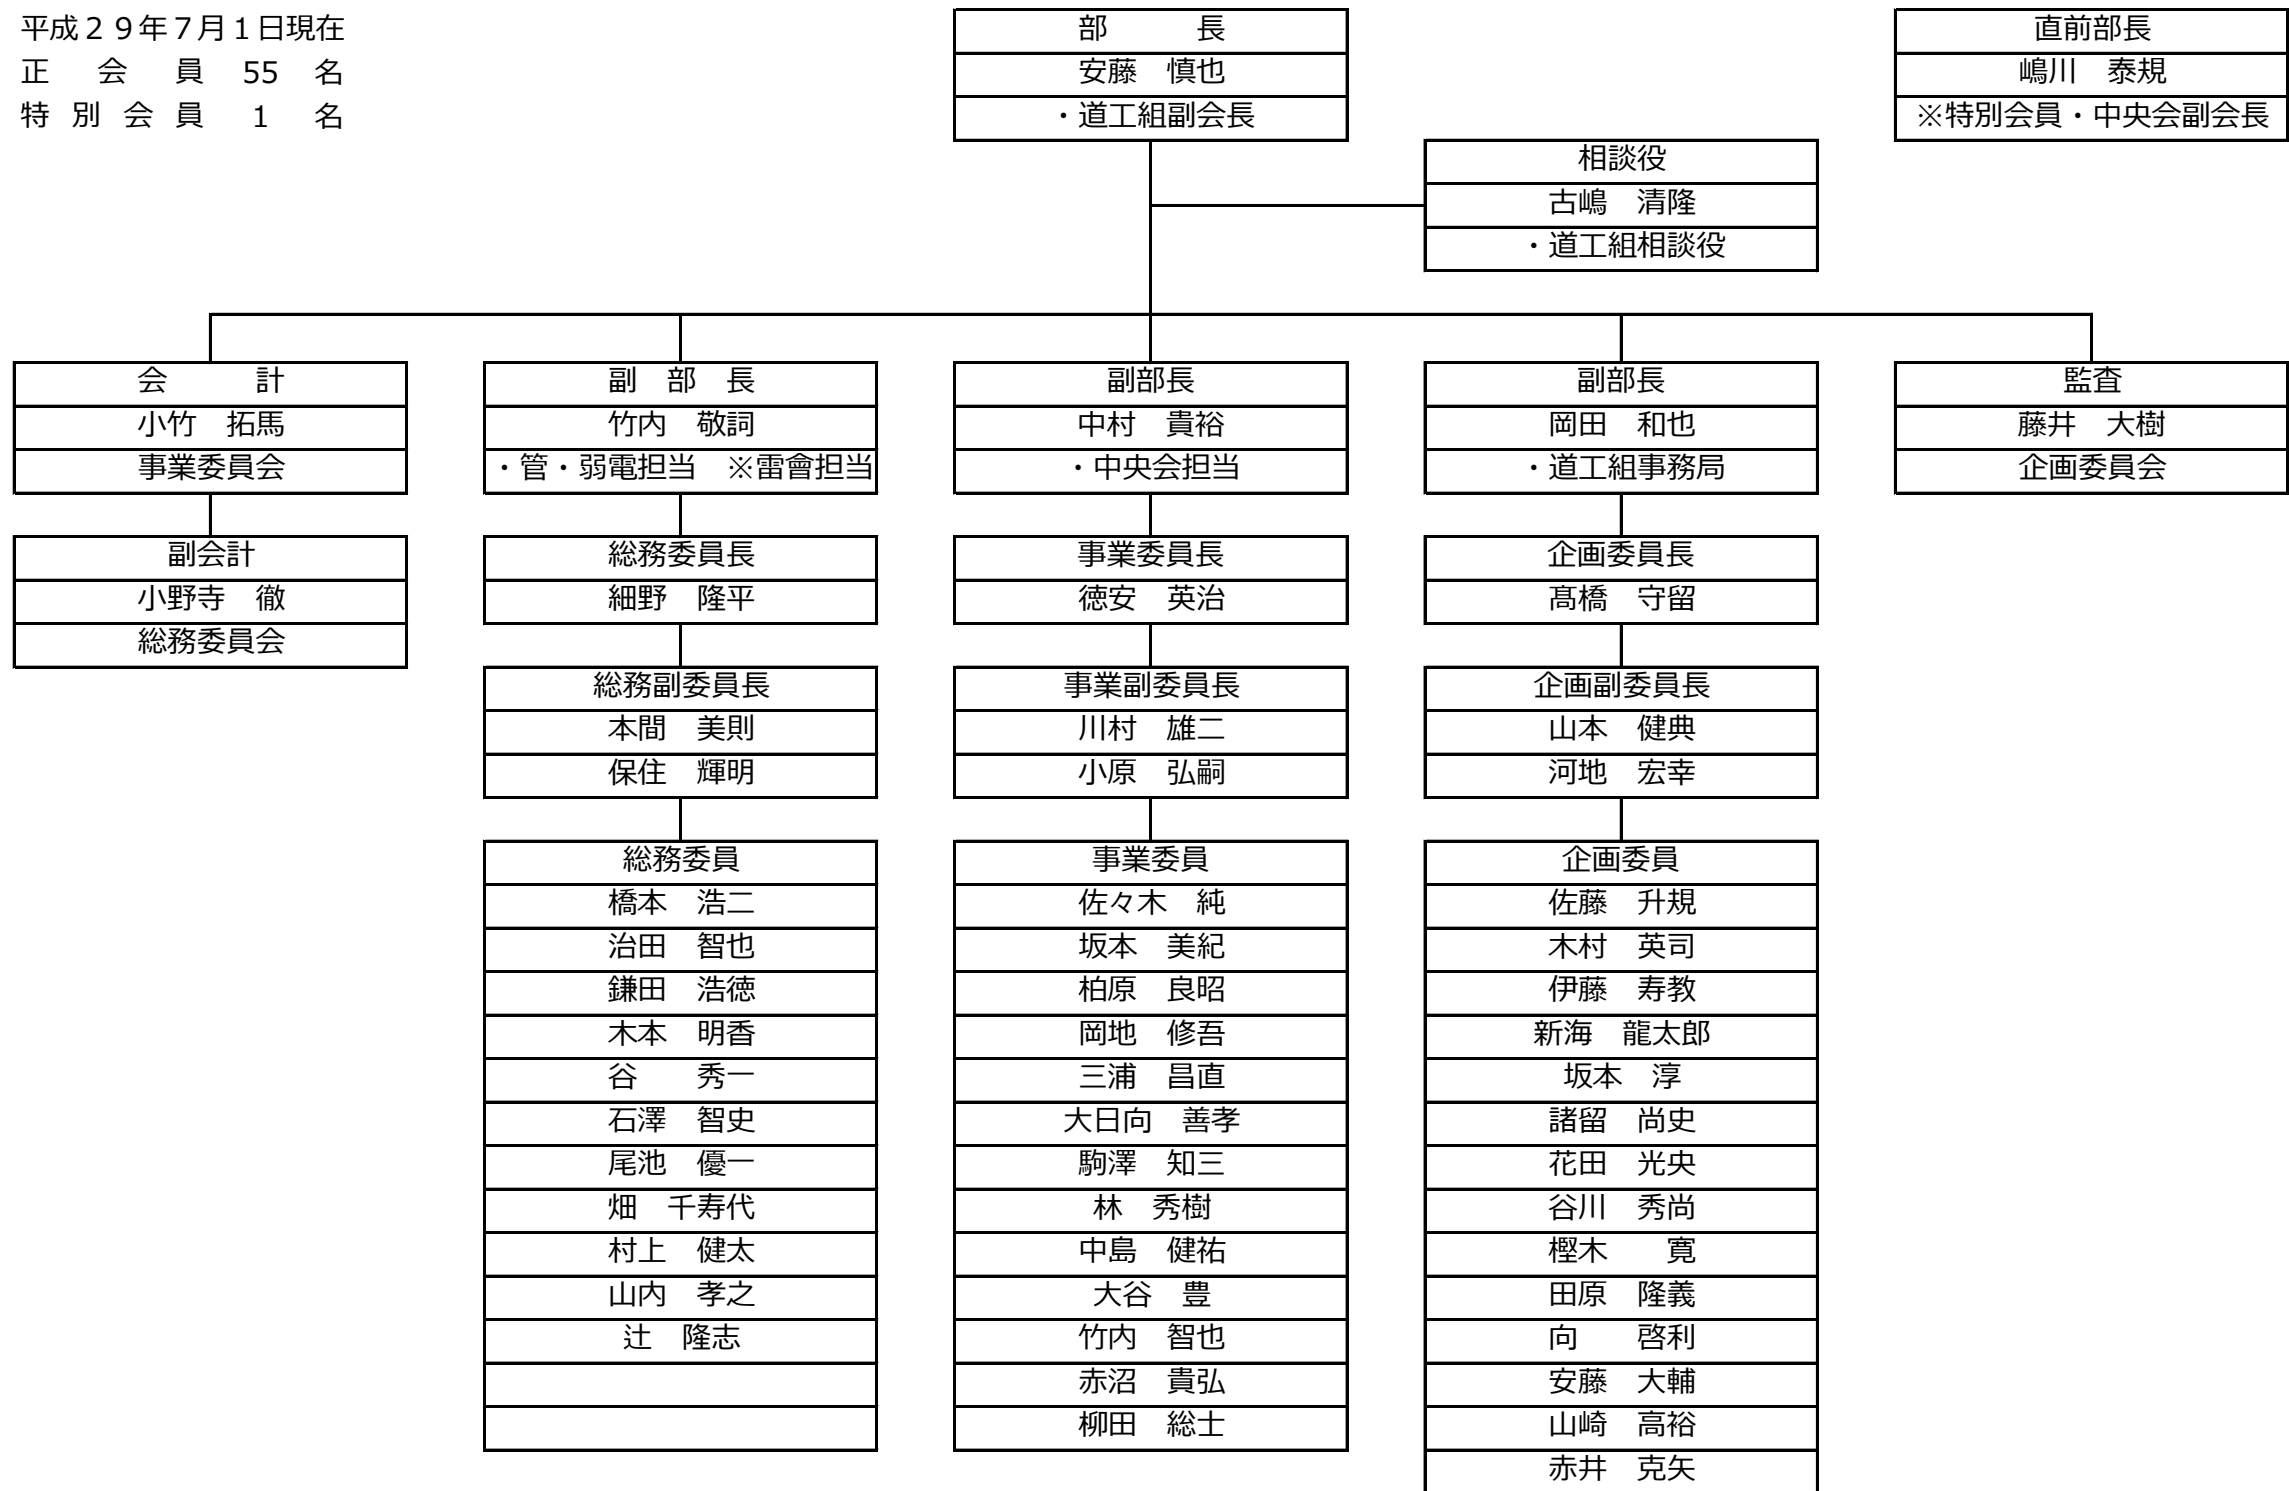 平成２９年７月１日現在
正　会　員　55　名
特 別 会 員　1　名
部　　　長
安藤　慎也
・道工組副会長
直前部長
嶋川　泰規
※特別会員・中央会副会長
相談役
古嶋　清隆
・道工組相談役
会　　　計
小竹　拓馬
事業委員会
副会計
小野寺　徹
総務委員会
副　部　長
竹内　敬詞
・管・弱電担当　※雷會担当
総務委員長
細野　隆平
総務副委員長
本間　美則
保住　輝明
総務委員
橋本　浩二
治田　智也
鎌田　浩徳
木本　明香
谷　　秀一
石澤　智史
尾池　優一
畑　千寿代
村上　健太
山内　孝之
辻　隆志
副部長
中村　貴裕
・中央会担当
事業委員長
徳安　英治
事業副委員長
川村　雄二
小原　弘嗣
事業委員
佐々木　純
坂本　美紀
柏原　良昭
岡地　修吾
三浦　昌直
大日向　善孝
駒澤　知三
林　秀樹
中島　健祐
大谷　豊
竹内　智也
赤沼　貴弘
柳田　総士
副部長
岡田　和也
・道工組事務局
企画委員長
髙橋　守留
企画副委員長
山本　健典
河地　宏幸
企画委員
佐藤　升規
木村　英司
伊藤　寿教
新海　龍太郎
坂本　淳
諸留　尚史
花田　光央
谷川　秀尚
樫木　　寛
田原　隆義
向　　啓利
安藤　大輔
山崎　高裕
赤井　克矢
監査
藤井　大樹
企画委員会